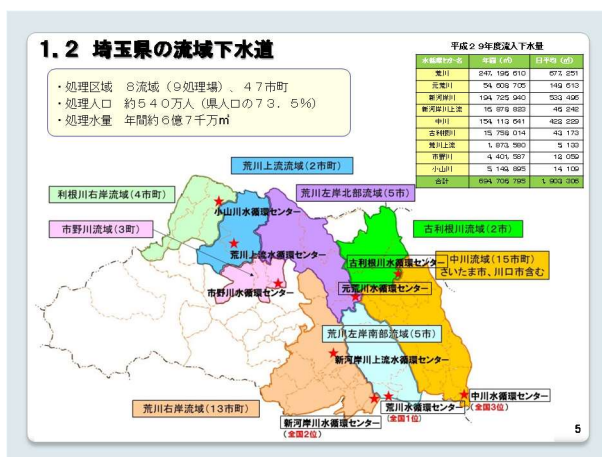 1.2 埼玉県の流域下水道
・処理区域 8流域(9処理場)、47市町
・処理人口 約540万人(県人口の73.5%)
・処理水量 年間約6億7千万㎥
平成29年度流入下水量
水循環センター名 年間(㎥) 日平均(㎥)
荒川 247,196,610 677,251
元荒川 54,608,705 149,613
新河岸川 194,725,940 533,496
新河岸川上流 16,878,823 46,242
中川 154,113,641 422,229
古利根川 15,758,014 43,173
荒川上流 1,873,580 5,133
市野川 4,401,587 12,059
小山川 5,149,895 14,109
合計 694,706,795 1,903,306
荒川上流流域(2市町)
利根川右岸流域(4市町)
荒川左岸北部流域(5市)
小山川水循環センター
市野川流域(3町)
古利根川流域(2市)
荒川上流水循環センター
古利根川水循環センター
中川流域(15市町)
さいたま市、川口市含む
市野川水循環センター
元荒川水循環センター
荒川左岸南部流域(5市)
新河岸川上流水循環センター
荒川右岸流域(13市町)
中川水循環センター
(全国3位)
荒川水循環センター
(全国1位)
新河岸川水循環センター
(全国2位)
5